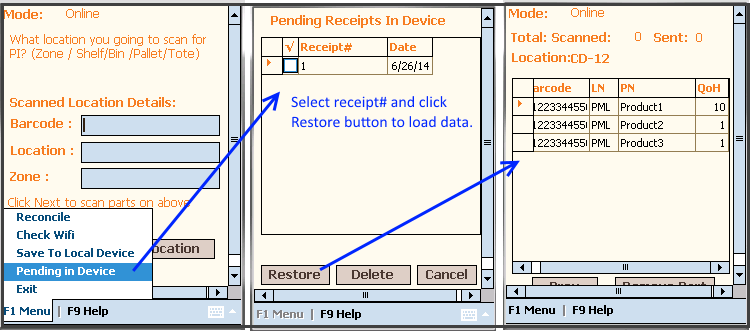 Mode: Online
What location you going to scan for
PI? (Zone / Shelf/Bin /Pallet/Tote)
Scanned Location Details:
Barcode :
Location :
Zone :
Click Next to scan parts on above
Reconcile
Check Wifi
Save To Local Device
Pending in Device
Exit
ocation
F1 Menu | F9 Help
Pending Receipts In Device
√ Receipt# Date
1 6/26/14
Select receipt# and click
Restore button to load data.
Restore Delete Cancel
F1 Menu | F9 Help
Mode: Online
Total: Scanned: 0 Sent: 0
Location:CD-12
arcode LN PN QoH
1223344550 PML Product1 10
1223344550 PML Product2 1
1223344550 PML Product3 1
F1 Menu | F9 Help